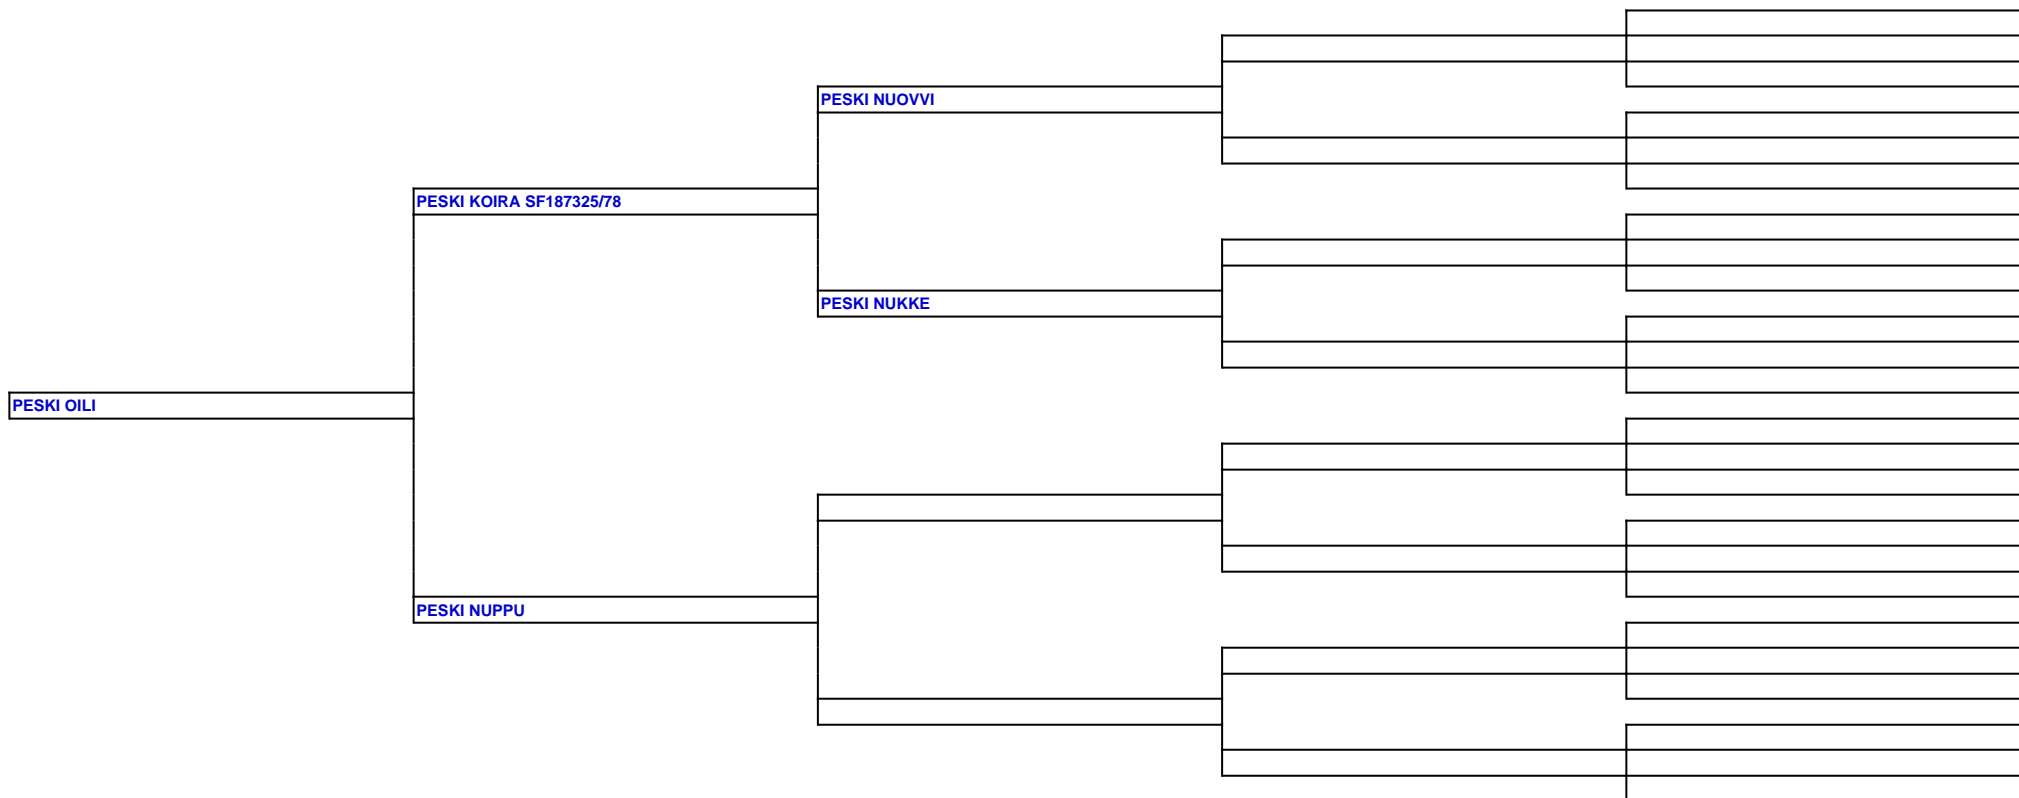 PESKI NUOVVI
PESKI KOIRA SF187325/78
PESKI NUKKE
PESKI OILI
PESKI NUPPU